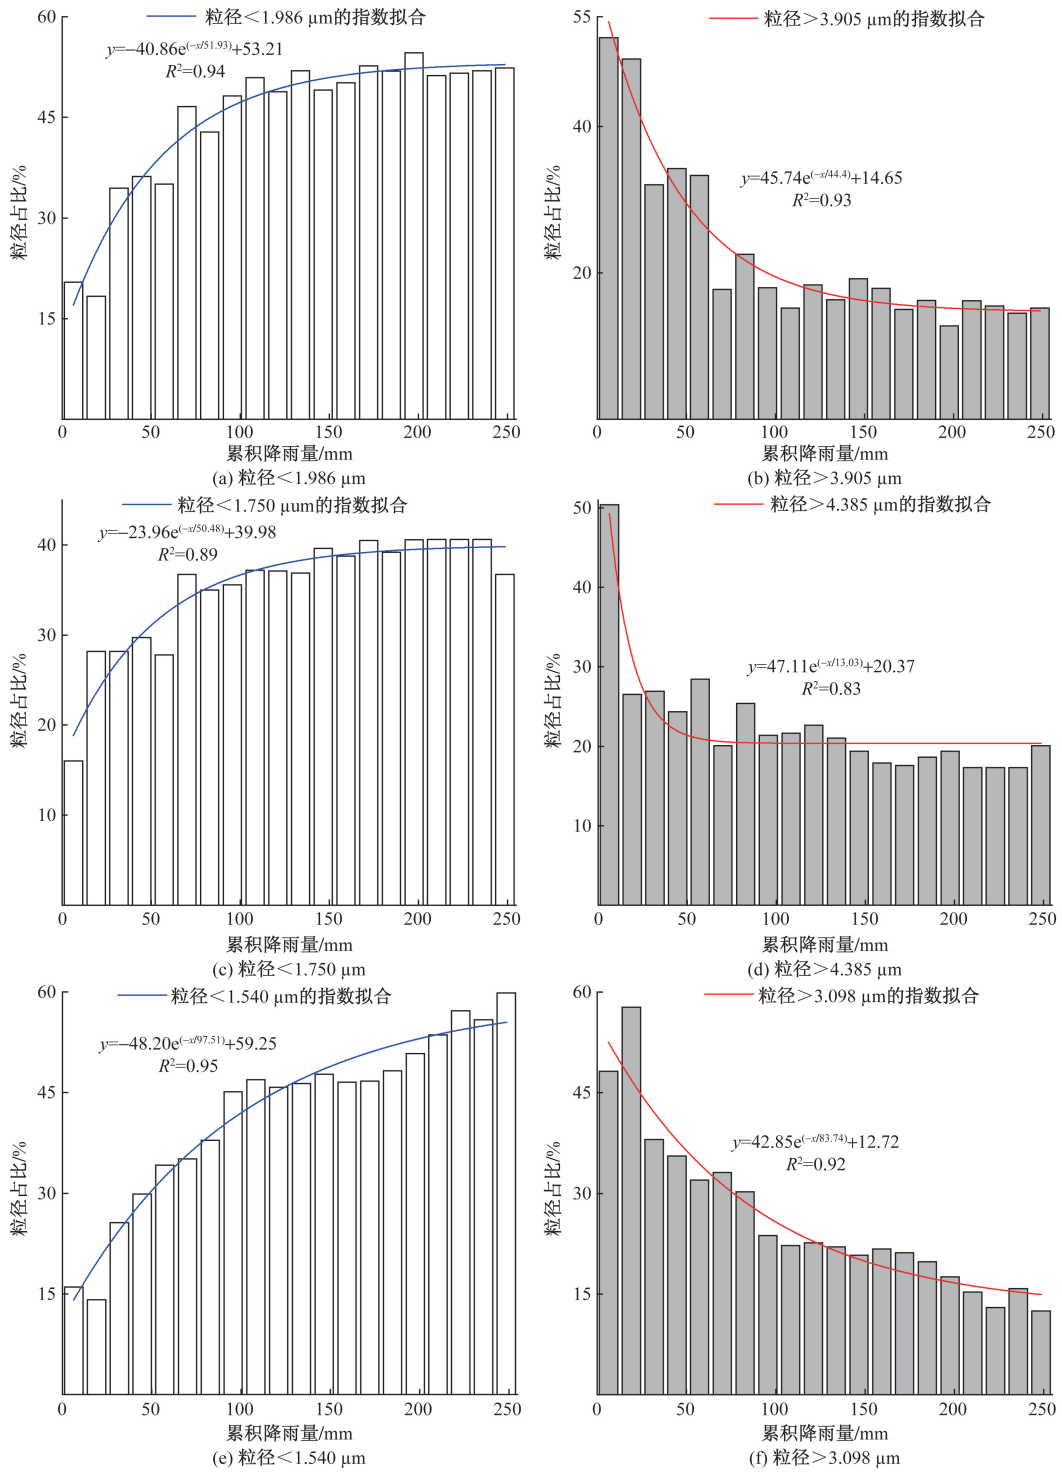 60
45
30
15
0
50
100
150
200
250
粒径占比/%
粒径<1.986 μm的指数拟合
y=−40.86e(−x/51.93)+53.21
R²=0.94
累积降雨量/mm
(a) 粒径<1.986 μm
55
40
20
0
50
100
150
200
250
粒径占比/%
粒径>3.905 μm的指数拟合
y=45.74e(−x/44.4)+14.65
R²=0.93
累积降雨量/mm
(b) 粒径>3.905 μm
40
30
20
10
0
50
100
150
200
250
粒径占比/%
粒径<1.750 μum的指数拟合
y=−23.96e(−x/50.48)+39.98
R²=0.89
累积降雨量/mm
(c) 粒径<1.750 μm
50
40
30
20
10
0
50
100
150
200
250
粒径占比/%
粒径>4.385 μm的指数拟合
y=47.11e(−x/13.03)+20.37
R²=0.83
累积降雨量/mm
(d) 粒径>4.385 μm
60
45
30
15
0
50
100
150
200
250
粒径占比/%
粒径<1.540 μm的指数拟合
y=−48.20e(−x/97.51)+59.25
R²=0.95
累积降雨量/mm
(e) 粒径<1.540 μm
60
45
30
15
0
50
100
150
200
250
粒径占比/%
粒径>3.098 μm的指数拟合
y=42.85e(−x/83.74)+12.72
R²=0.92
累积降雨量/mm
(f) 粒径>3.098 μm